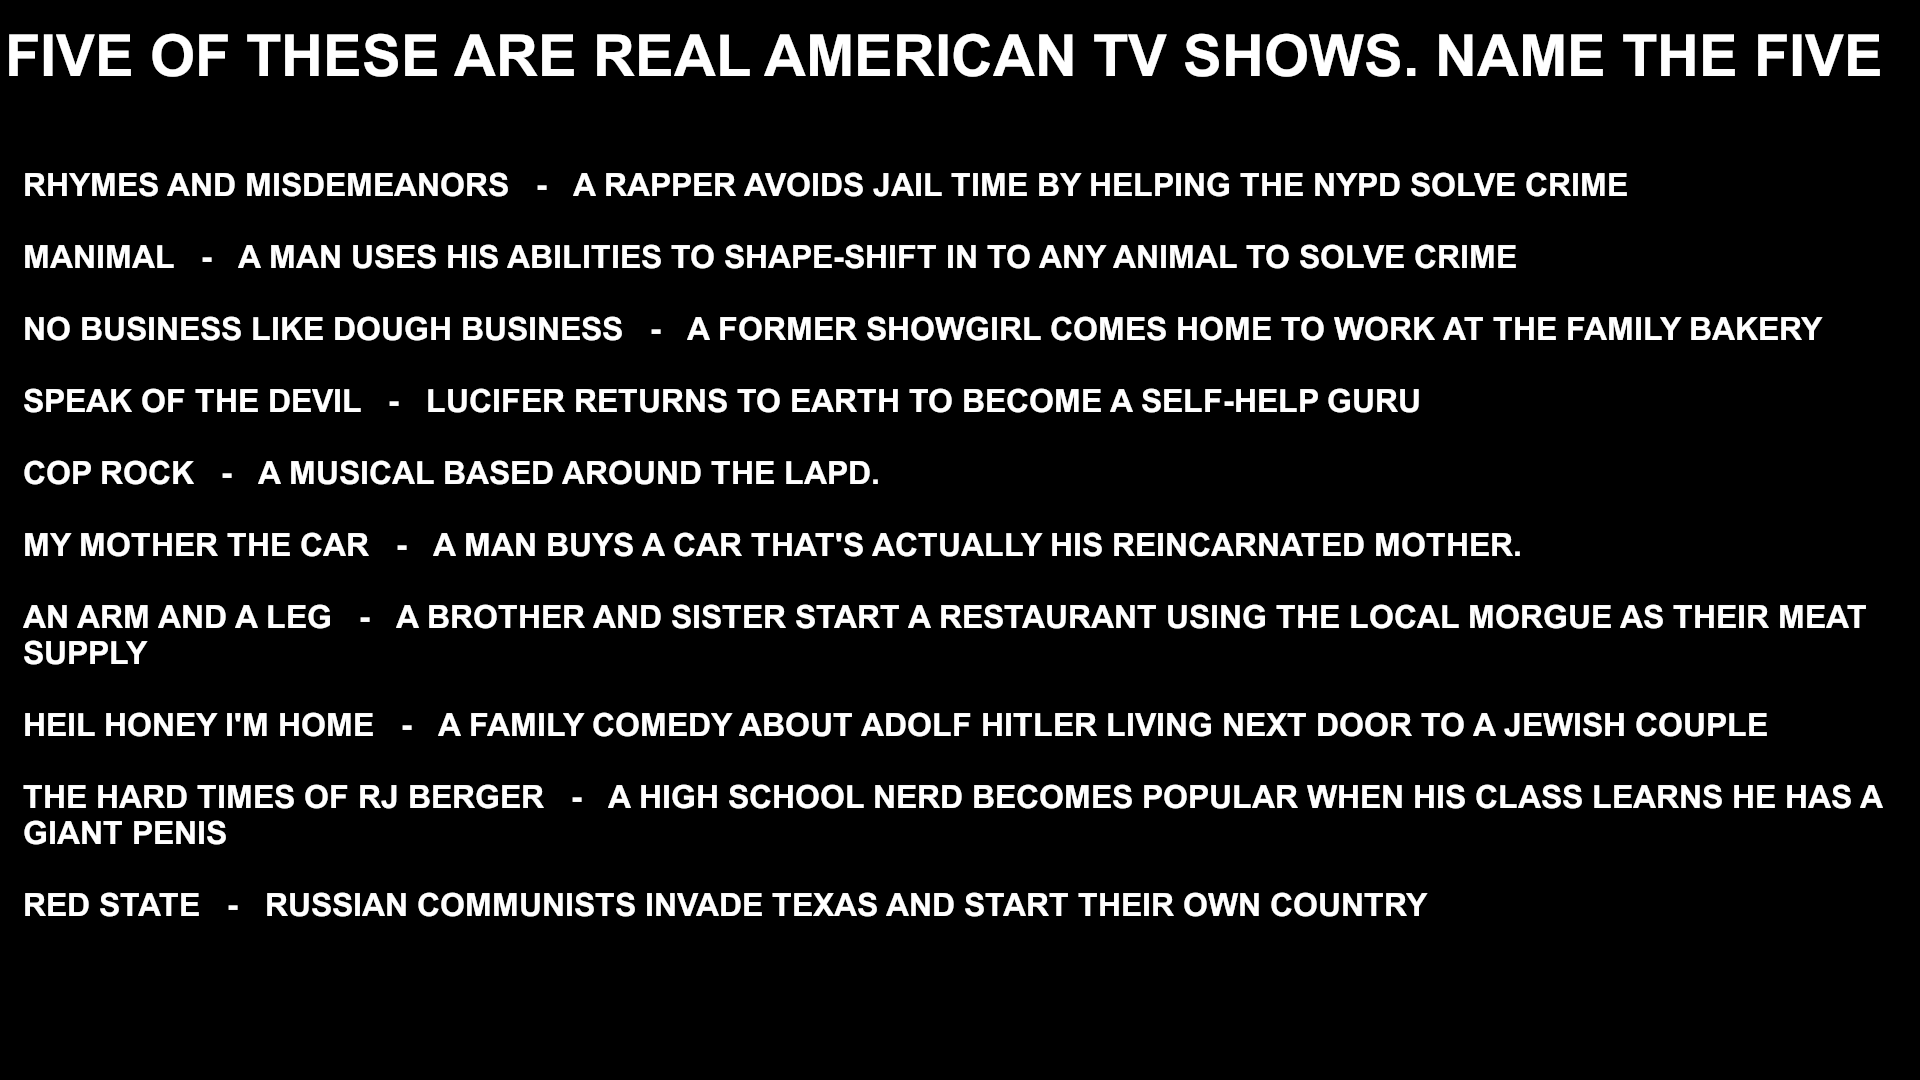 FIVE OF THESE ARE REAL AMERICAN TV SHOWS. NAME THE FIVE
RHYMES AND MISDEMEANORS - A RAPPER AVOIDS JAIL TIME BY HELPING THE NYPD SOLVE CRIME
MANIMAL - A MAN USES HIS ABILITIES TO SHAPE-SHIFT IN TO ANY ANIMAL TO SOLVE CRIME
NO BUSINESS LIKE DOUGH BUSINESS - A FORMER SHOWGIRL COMES HOME TO WORK AT THE FAMILY BAKERY
SPEAK OF THE DEVIL - LUCIFER RETURNS TO EARTH TO BECOME A SELF-HELP GURU
COP ROCK - A MUSICAL BASED AROUND THE LAPD.
MY MOTHER THE CAR - A MAN BUYS A CAR THAT'S ACTUALLY HIS REINCARNATED MOTHER.
AN ARM AND A LEG - A BROTHER AND SISTER START A RESTAURANT USING THE LOCAL MORGUE AS THEIR MEAT
SUPPLY
HEIL HONEY I'M HOME - A FAMILY COMEDY ABOUT ADOLF HITLER LIVING NEXT DOOR TO A JEWISH COUPLE
THE HARD TIMES OF RJ BERGER - A HIGH SCHOOL NERD BECOMES POPULAR WHEN HIS CLASS LEARNS HE HAS A
GIANT PENIS
RED STATE - RUSSIAN COMMUNISTS INVADE TEXAS AND START THEIR OWN COUNTRY